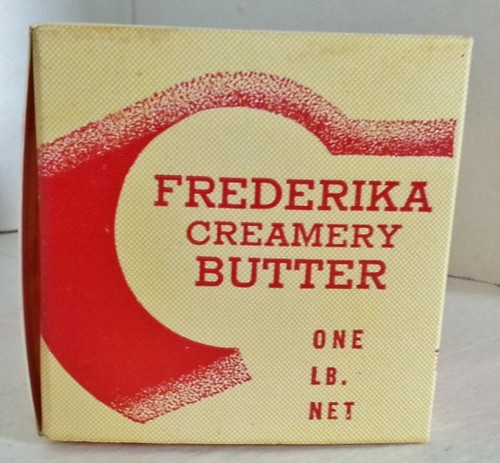 FREDERIKA
CREAMERY
BUTTER
ONE
LB.
NET